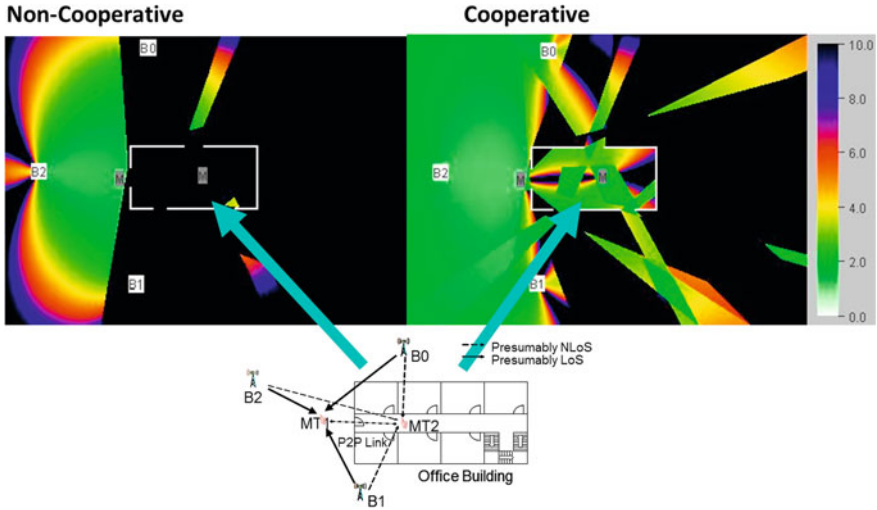 Non-Cooperative
Cooperative
B0
B2
M
M
B1
B0
B2
M
M
B1
10.0
8.0
6.0
4.0
2.0
0.0
B0
Presumably NLoS
Presumably LoS
B2
MT
MT2
P2P Link
B1
Office Building